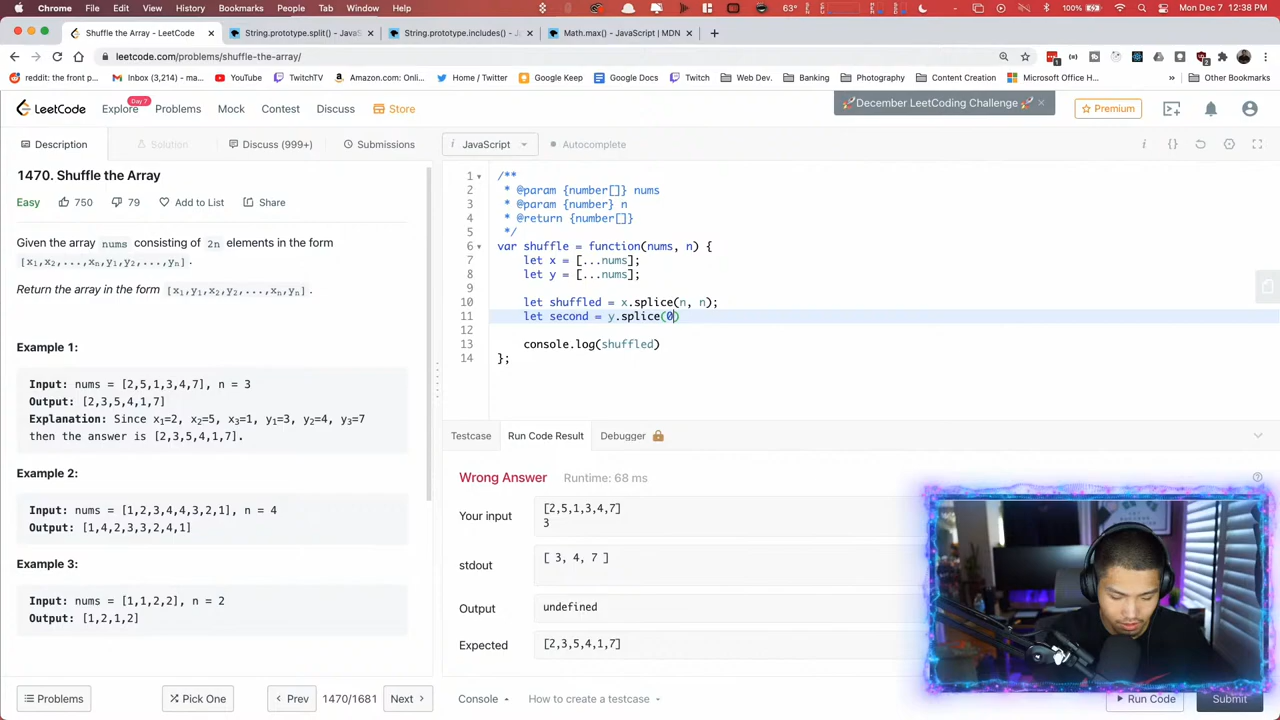 Chrome File Edit View History Bookmarks People Tab Window Help
63°
100%
Mon Dec 7 12:38 PM
Shuffle the Array - LeetCode
String.prototype.split() - JavaS
String.prototype.includes() - J
Math.max() - JavaScript | MDN
leetcode.com/problems/shuffle-the-array/
reddit: the front p...
Inbox (3,214) - ma...
YouTube
TwitchTV
Amazon.com: Onli...
Home / Twitter
Google Keep
Google Docs
Twitch
Web Dev.
Banking
Photography
Content Creation
Microsoft Office H...
»
Other Bookmarks
LeetCode
Explore
Day 7
Problems
Mock
Contest
Discuss
Store
🚀December LeetCoding Challenge🚀 ×
Premium
Description
Solution
Discuss (999+)
Submissions
i JavaScript
Autocomplete
1470. Shuffle the Array
Easy 750 79 Add to List Share
Given the array nums consisting of 2n elements in the form
[x₁,x₂,...,xₙ,y₁,y₂,...,yₙ].
Return the array in the form [x₁,y₁,x₂,y₂,...,xₙ,yₙ].
Example 1:
Input: nums = [2,5,1,3,4,7], n = 3
Output: [2,3,5,4,1,7]
Explanation: Since x₁=2, x₂=5, x₃=1, y₁=3, y₂=4, y₃=7
then the answer is [2,3,5,4,1,7].
Example 2:
Input: nums = [1,2,3,4,4,3,2,1], n = 4
Output: [1,4,2,3,3,2,4,1]
Example 3:
Input: nums = [1,1,2,2], n = 2
Output: [1,2,1,2]
Problems
Pick One
Prev
1470/1681
Next
1 /**
2 * @param {number[]} nums
3 * @param {number} n
4 * @return {number[]}
5 */
6 var shuffle = function(nums, n) {
7 let x = [...nums];
8 let y = [...nums];
9
10 let shuffled = x.splice(n, n);
11 let second = y.splice(0)
12
13 console.log(shuffled)
14 };
Testcase
Run Code Result
Debugger
Wrong Answer Runtime: 68 ms
Your input
[2,5,1,3,4,7]
3
stdout
[ 3, 4, 7 ]
Output
undefined
Expected
[2,3,5,4,1,7]
Console
How to create a testcase
Run Code
Submit